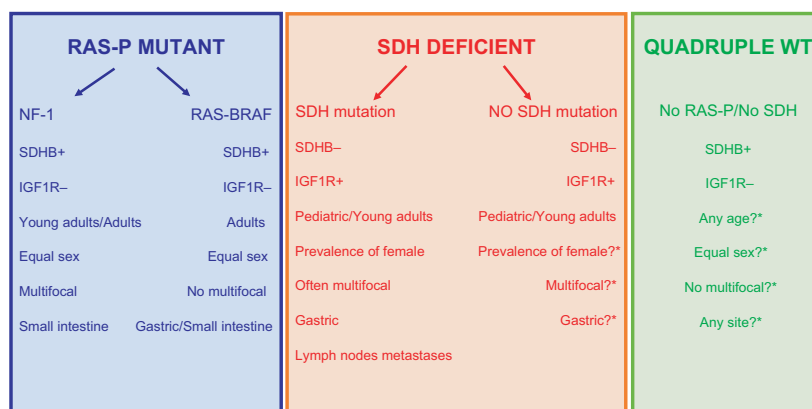 RAS-P MUTANT
NF-1
SDHB+
IGF1R–
Young adults/Adults
Equal sex
Multifocal
Small intestine
RAS-BRAF
SDHB+
IGF1R–
Adults
Equal sex
No multifocal
Gastric/Small intestine
SDH DEFICIENT
SDH mutation
SDHB–
IGF1R+
Pediatric/Young adults
Prevalence of female
Often multifocal
Gastric
Lymph nodes metastases
NO SDH mutation
SDHB–
IGF1R+
Pediatric/Young adults
Prevalence of female?*
Multifocal?*
Gastric?*
QUADRUPLE WT
No RAS-P/No SDH
SDHB+
IGF1R–
Any age?*
Equal sex?*
No multifocal?*
Any site?*